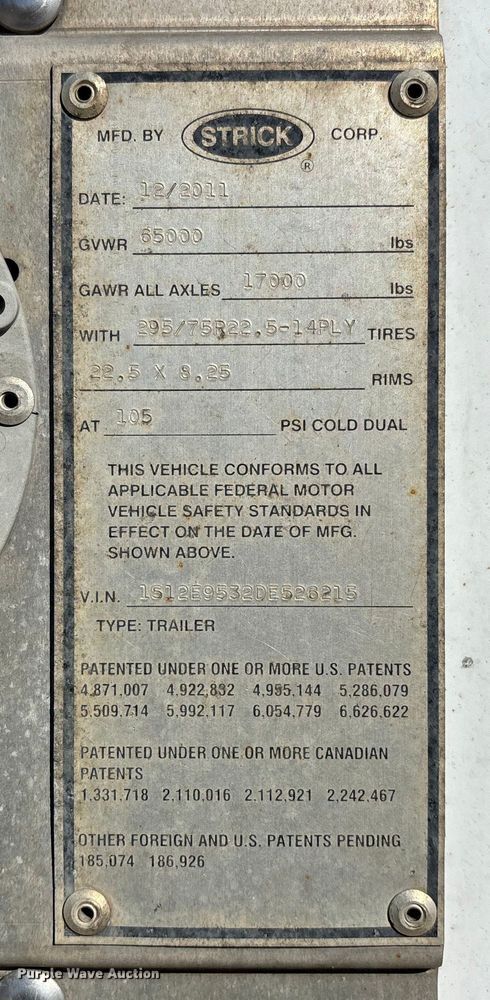 MFD. BY STRICK ® CORP.
DATE: 12/2011
GVWR 65000 lbs
GAWR ALL AXLES 17000 lbs
WITH 295/75R22.5-14PLY TIRES
22.5 X 8.25 RIMS
AT 105 PSI COLD DUAL
THIS VEHICLE CONFORMS TO ALL
APPLICABLE FEDERAL MOTOR
VEHICLE SAFETY STANDARDS IN
EFFECT ON THE DATE OF MFG.
SHOWN ABOVE.
V.I.N. 1S12E9532DE526215
TYPE: TRAILER
PATENTED UNDER ONE OR MORE U.S. PATENTS
4,871,007 4,922,832 4,955,144 5,286,079
5,509,714 5,992,117 6,054,779 6,626,622
PATENTED UNDER ONE OR MORE CANADIAN
PATENTS
1,331,718 2,110,016 2,112,921 2,242,467
OTHER FOREIGN AND U.S. PATENTS PENDING
185,074 186,926
Purple Wave Auction